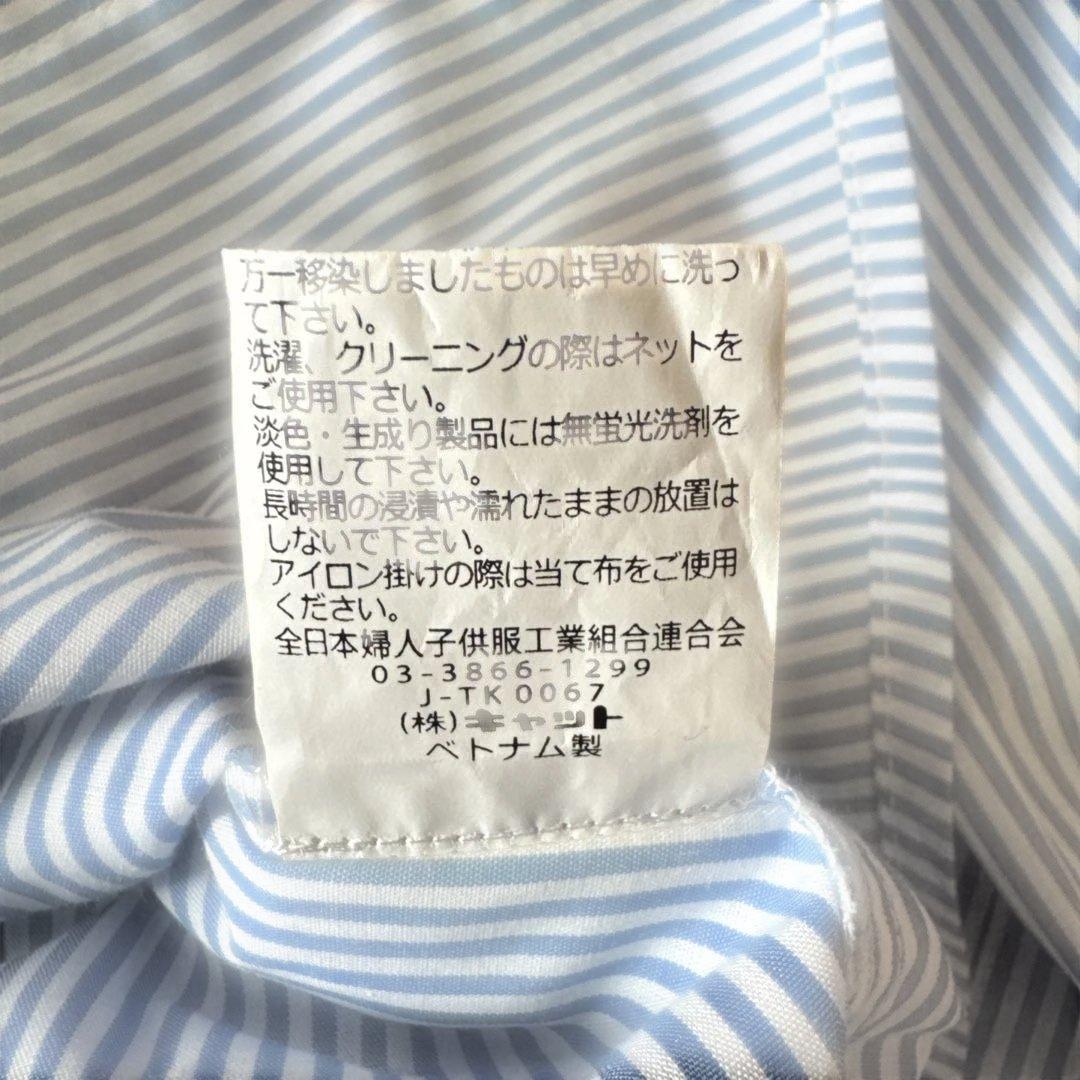 万一移染しましたものは早めに洗っ
て下さい。
洗濯、クリーニングの際はネットを
ご使用下さい。
淡色・生成り製品には無蛍光洗剤を
使用して下さい。
長時間の浸漬や濡れたままの放置は
しないで下さい。
アイロン掛けの際は当て布をご使用
ください。
全日本婦人子供服工業組合連合会
03-3866-1299
J-TK0067
(株)キャット
ベトナム製